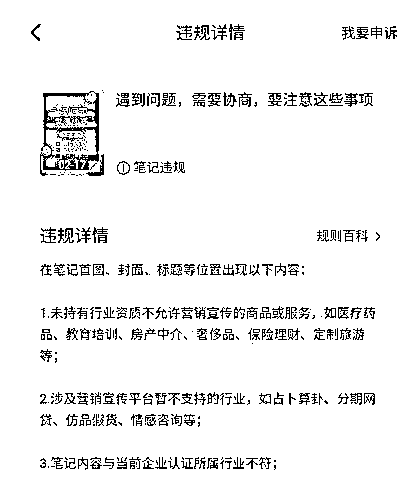 违规详情
我要申诉
遇到问题，需要协商，要注意这些事项
02-17
笔记违规
违规详情
规则百科
在笔记首图、封面、标题等位置出现以下内容：
1.未持有行业资质不允许营销宣传的商品或服务，如医疗药
品、教育培训、房产中介、奢侈品、保险理财、定制旅游
等；
2.涉及营销宣传平台暂不支持的行业，如占卜算卦、分期网
贷、仿品假货、情感咨询等；
3.笔记内容与当前企业认证所属行业不符；